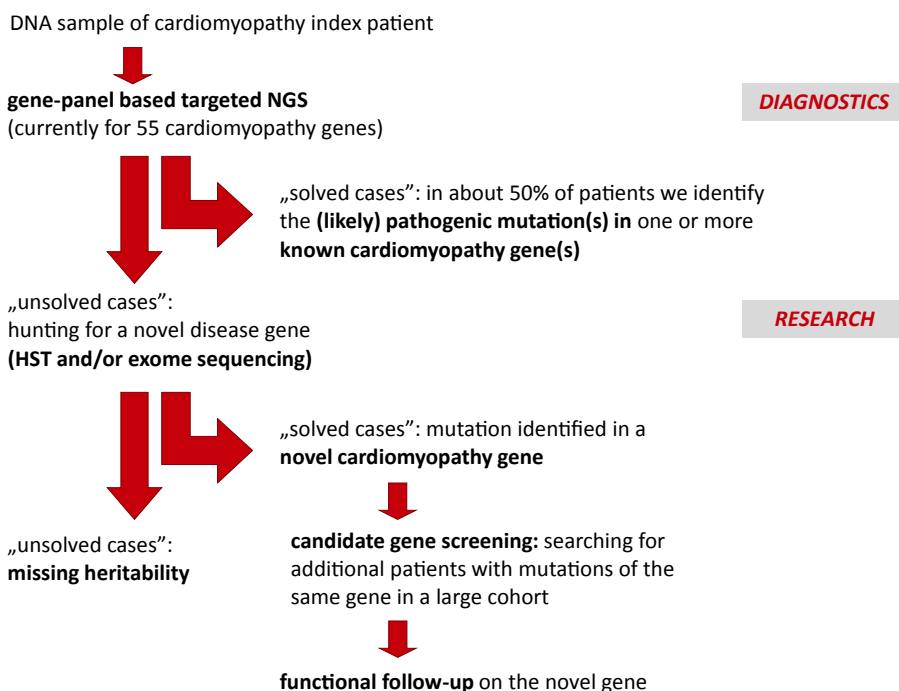 DNA sample of cardiomyopathy index patient
gene-panel based targeted NGS
DIAGNOSTICS
(currently for 55 cardiomyopathy genes)
„solved cases”: in about 50% of patients we identify
the (likely) pathogenic mutation(s) in one or more
known cardiomyopathy gene(s)
„unsolved cases”:
hunting for a novel disease gene
RESEARCH
(HST and/or exome sequencing)
„solved cases”: mutation identified in a
novel cardiomyopathy gene
„unsolved cases”:
missing heritability
candidate gene screening: searching for
additional patients with mutations of the
same gene in a large cohort
functional follow-up on the novel gene